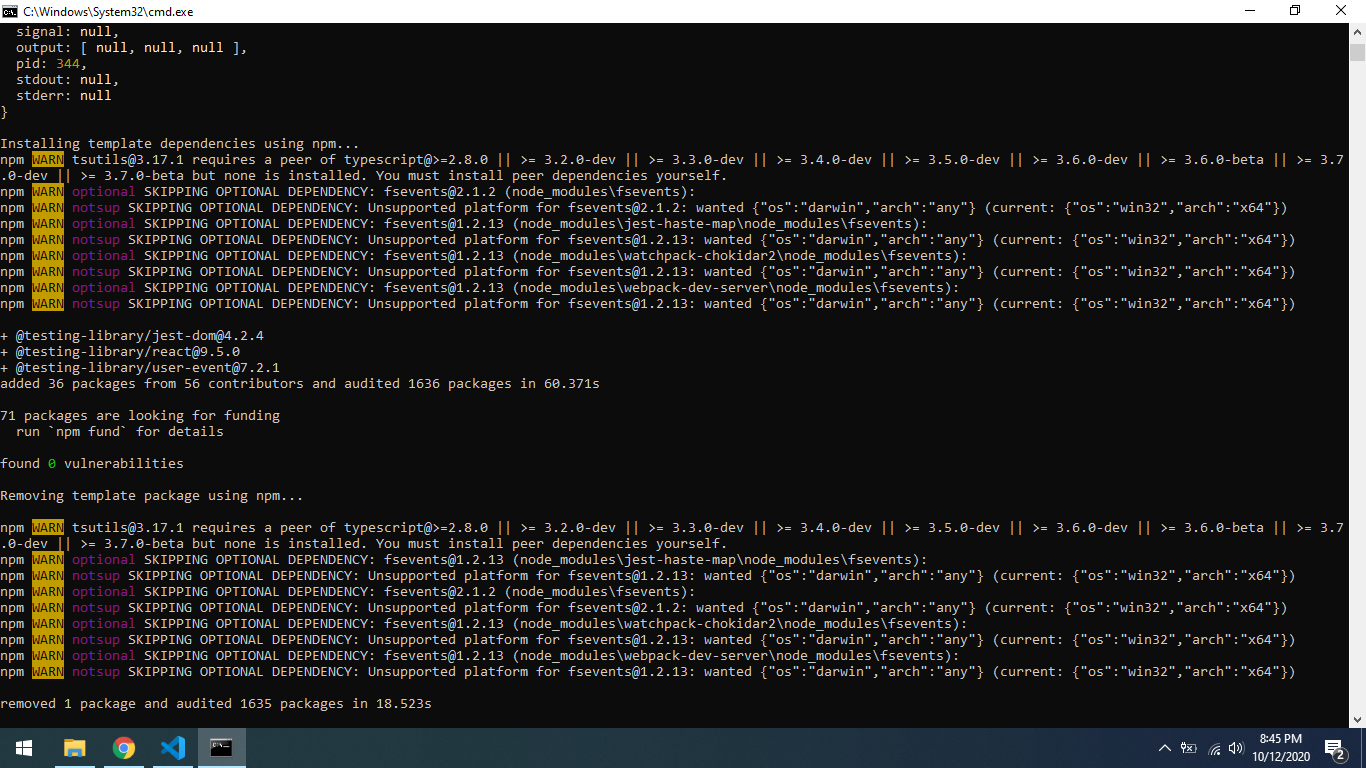 C:\Windows\System32\cmd.exe
  signal: null,
  output: [ null, null, null ],
  pid: 344,
  stdout: null,
  stderr: null
}
Installing template dependencies using npm...
npm WARN tsutils@3.17.1 requires a peer of typescript@>=2.8.0 || >= 3.2.0-dev || >= 3.3.0-dev || >= 3.4.0-dev || >= 3.5.0-dev || >= 3.6.0-dev || >= 3.6.0-beta || >= 3.7
.0-dev || >= 3.7.0-beta but none is installed. You must install peer dependencies yourself.
npm WARN optional SKIPPING OPTIONAL DEPENDENCY: fsevents@2.1.2 (node_modules\fsevents):
npm WARN notsup SKIPPING OPTIONAL DEPENDENCY: Unsupported platform for fsevents@2.1.2: wanted {"os":"darwin","arch":"any"} (current: {"os":"win32","arch":"x64"})
npm WARN optional SKIPPING OPTIONAL DEPENDENCY: fsevents@1.2.13 (node_modules\jest-haste-map\node_modules\fsevents):
npm WARN notsup SKIPPING OPTIONAL DEPENDENCY: Unsupported platform for fsevents@1.2.13: wanted {"os":"darwin","arch":"any"} (current: {"os":"win32","arch":"x64"})
npm WARN optional SKIPPING OPTIONAL DEPENDENCY: fsevents@1.2.13 (node_modules\watchpack-chokidar2\node_modules\fsevents):
npm WARN notsup SKIPPING OPTIONAL DEPENDENCY: Unsupported platform for fsevents@1.2.13: wanted {"os":"darwin","arch":"any"} (current: {"os":"win32","arch":"x64"})
npm WARN optional SKIPPING OPTIONAL DEPENDENCY: fsevents@1.2.13 (node_modules\webpack-dev-server\node_modules\fsevents):
npm WARN notsup SKIPPING OPTIONAL DEPENDENCY: Unsupported platform for fsevents@1.2.13: wanted {"os":"darwin","arch":"any"} (current: {"os":"win32","arch":"x64"})
+ @testing-library/jest-dom@4.2.4
+ @testing-library/react@9.5.0
+ @testing-library/user-event@7.2.1
added 36 packages from 56 contributors and audited 1636 packages in 60.371s
71 packages are looking for funding
  run `npm fund` for details
found 0 vulnerabilities
Removing template package using npm...
npm WARN tsutils@3.17.1 requires a peer of typescript@>=2.8.0 || >= 3.2.0-dev || >= 3.3.0-dev || >= 3.4.0-dev || >= 3.5.0-dev || >= 3.6.0-dev || >= 3.6.0-beta || >= 3.7
.0-dev || >= 3.7.0-beta but none is installed. You must install peer dependencies yourself.
npm WARN optional SKIPPING OPTIONAL DEPENDENCY: fsevents@1.2.13 (node_modules\jest-haste-map\node_modules\fsevents):
npm WARN notsup SKIPPING OPTIONAL DEPENDENCY: Unsupported platform for fsevents@1.2.13: wanted {"os":"darwin","arch":"any"} (current: {"os":"win32","arch":"x64"})
npm WARN optional SKIPPING OPTIONAL DEPENDENCY: fsevents@2.1.2 (node_modules\fsevents):
npm WARN notsup SKIPPING OPTIONAL DEPENDENCY: Unsupported platform for fsevents@2.1.2: wanted {"os":"darwin","arch":"any"} (current: {"os":"win32","arch":"x64"})
npm WARN optional SKIPPING OPTIONAL DEPENDENCY: fsevents@1.2.13 (node_modules\watchpack-chokidar2\node_modules\fsevents):
npm WARN notsup SKIPPING OPTIONAL DEPENDENCY: Unsupported platform for fsevents@1.2.13: wanted {"os":"darwin","arch":"any"} (current: {"os":"win32","arch":"x64"})
npm WARN optional SKIPPING OPTIONAL DEPENDENCY: fsevents@1.2.13 (node_modules\webpack-dev-server\node_modules\fsevents):
npm WARN notsup SKIPPING OPTIONAL DEPENDENCY: Unsupported platform for fsevents@1.2.13: wanted {"os":"darwin","arch":"any"} (current: {"os":"win32","arch":"x64"})
removed 1 package and audited 1635 packages in 18.523s
8:45 PM
10/12/2020
2